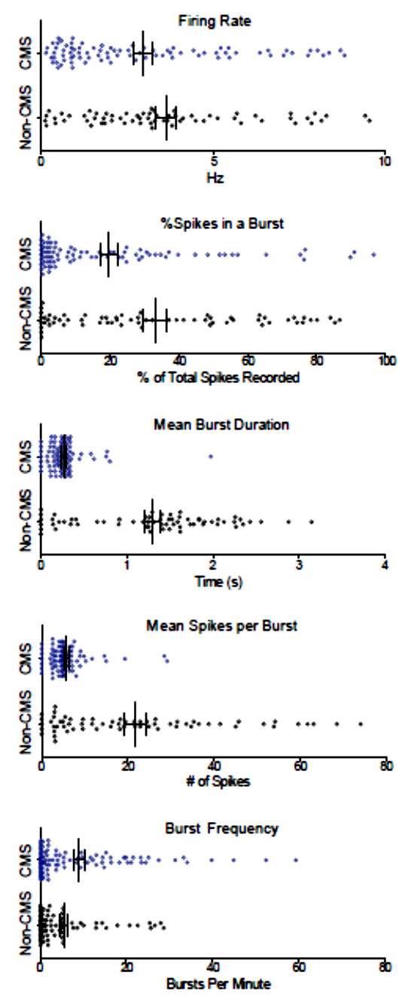 Firing Rate
CMS
Non-CMS
0 5 10
Hz
%Spikes in a Burst
CMS
Non-CMS
0 20 40 60 80 100
% of Total Spikes Recorded
Mean Burst Duration
CMS
Non-CMS
0 1 2 3 4
Time (s)
Mean Spikes per Burst
CMS
Non-CMS
0 20 40 60 80
# of Spikes
Burst Frequency
CMS
Non-CMS
0 20 40 60 80
Bursts Per Minute